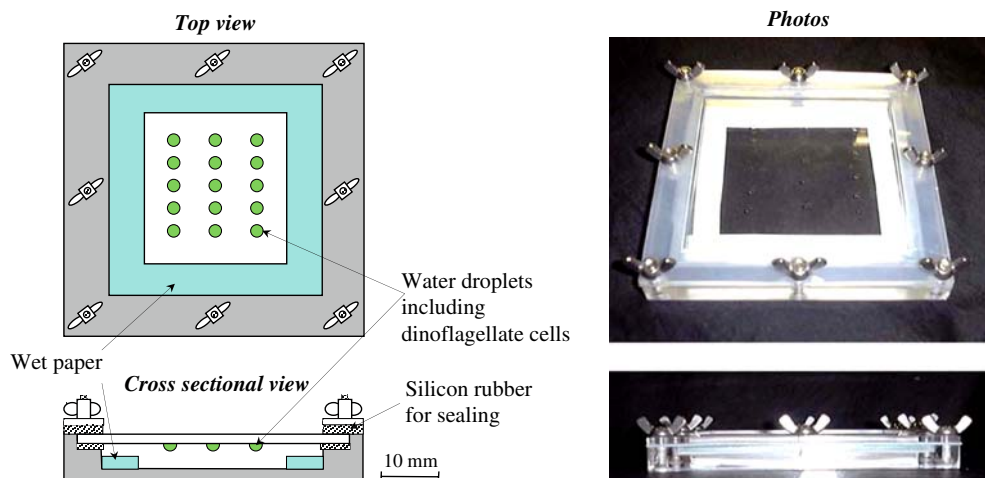 Top view
Photos
Water droplets
including
dinoflagellate cells
Wet paper
Cross sectional view
Silicon rubber
for sealing
10 mm